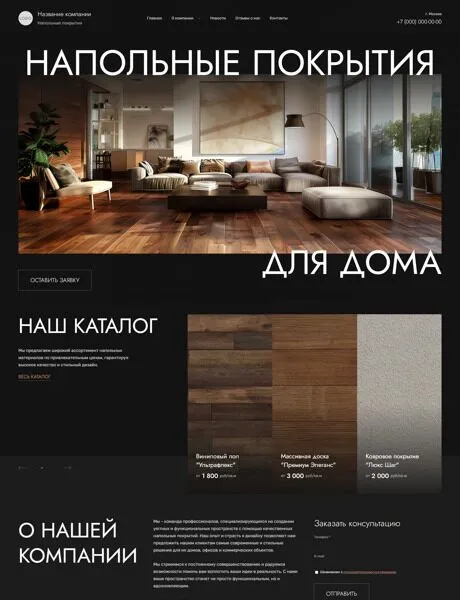 Название компании
Напольные покрытия
Главная О компании Новости Отзывы о нас Контакты
г. Москва
+7 (000) 000-00-00
НАПОЛЬНЫЕ ПОКРЫТИЯ
ДЛЯ ДОМА
ОСТАВИТЬ ЗАЯВКУ
НАШ КАТАЛОГ
Мы предлагаем широкий ассортимент напольных
материалов по привлекательным ценам, гарантируя
высокое качество и стильный дизайн.
ВЕСЬ КАТАЛОГ
Виниловый пол
"Ультрафлекс"
от 1 800 руб/кв.м
Массивная доска
"Премиум Элеганс"
от 3 000 руб/кв.м
Ковровое покрытие
"Люкс Шаг"
от 2 000 руб/кв.м
О НАШЕЙ
КОМПАНИИ
Мы - команда профессионалов, специализирующихся на создании
уютных и функциональных пространств с помощью качественных
напольных покрытий. Наш опыт и страсть к дизайну позволяют нам
предложить нашим клиентам самые современные и стильные
решения для их домов, офисов и коммерческих объектов.
Мы стремимся к постоянному совершенствованию и радуемся
возможности помочь вам воплотить ваши идеи в реальность. С нами
ваше пространство станет не просто функциональным, но и
вдохновляющим.
Заказать консультацию
Телефон *
E-mail
ОТПРАВИТЬ